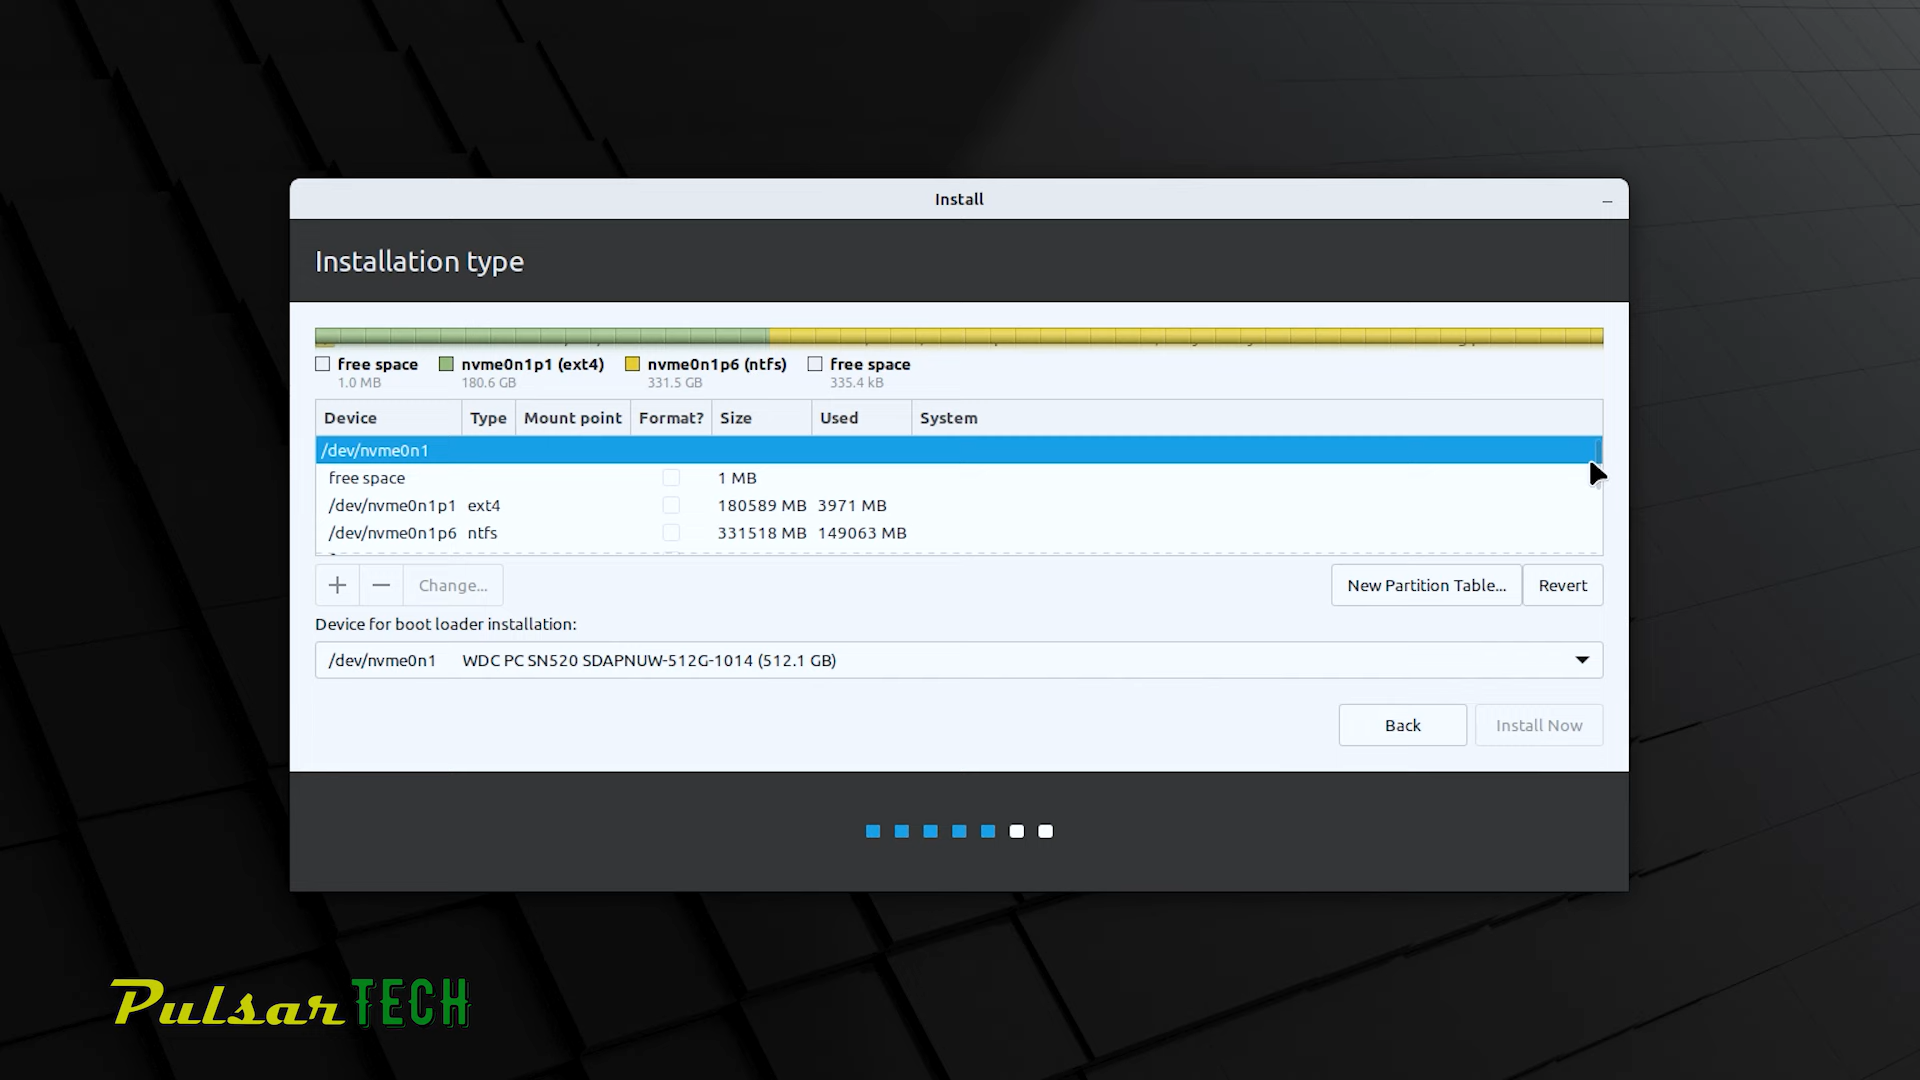 Install
Installation type
free space
nvme0n1p1 (ext4)
nvme0n1p6 (ntfs)
free space
1.0 MB
180.6 GB
331.5 GB
335.4 kB
Device Type Mount point Format? Size Used System
/dev/nvme0n1
free space 1 MB
/dev/nvme0n1p1 ext4 180589 MB 3971 MB
/dev/nvme0n1p6 ntfs 331518 MB 149063 MB
+ − Change... New Partition Table... Revert
Device for boot loader installation:
/dev/nvme0n1 WDC PC SN520 SDAPNUW-512G-1014 (512.1 GB)
Back Install Now
Pulsar TECH